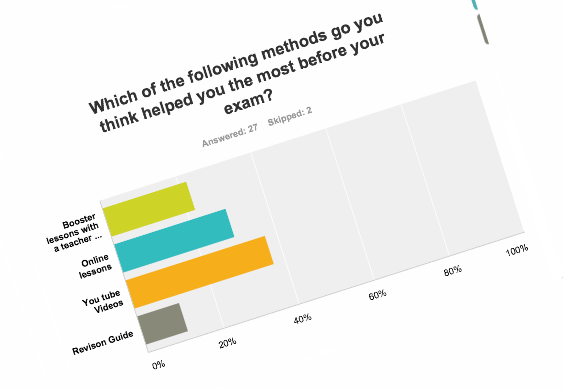 Which of the following methods go you
think helped you the most before your
exam?
Answered: 27 Skipped: 2
Booster
lessons with
a teacher ...
Online
lessons
You tube
Videos
Revison Guide
0%
20%
40%
60%
80%
100%